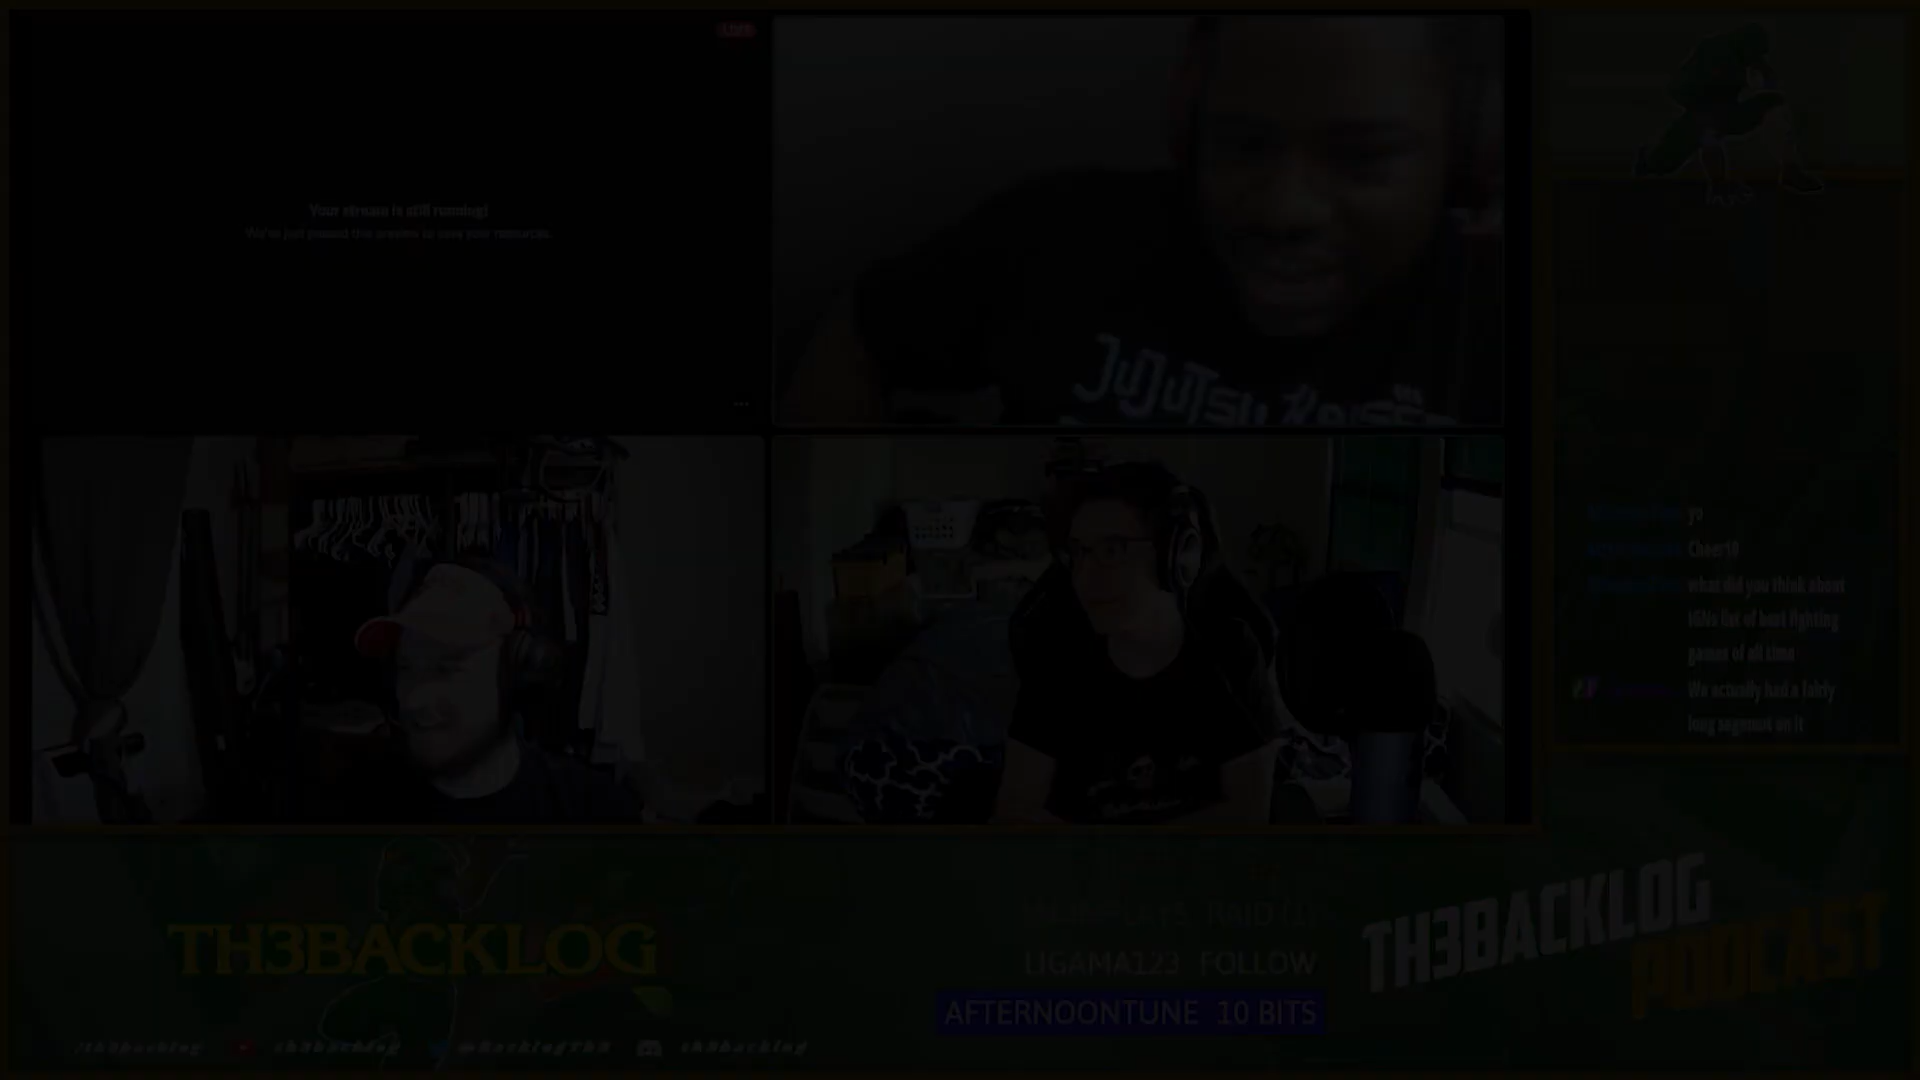 LIVE
Your stream is still running!
We've just paused this preview to save your resources.
JUJUTSU KAISEN
yo
Cheer10
what did you think about
IGNs list of best fighting
games of all time
We actually had a fairly
long segment on it
RAID
LIGAMA123 FOLLOW
AFTERNOONTUNE 10 BITS
TH3BACKLOG
TH3BACKLOG
PODCAST
/th3backlog
th3backlog
@BacklogTH3
th3backlog